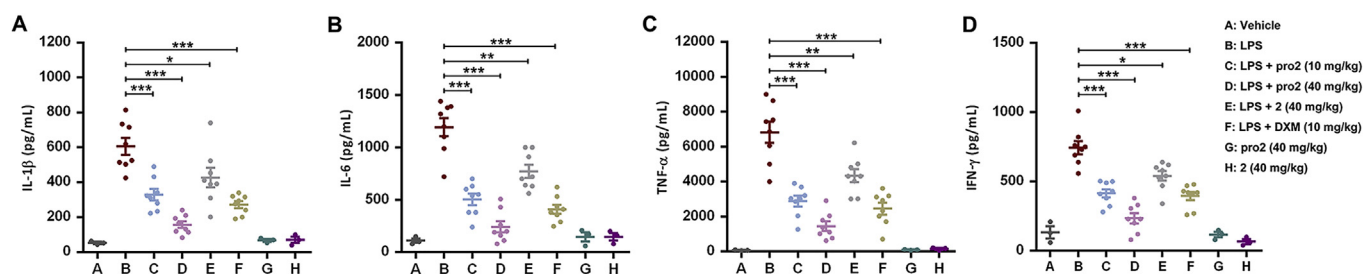 A
IL-1β (pg/mL)
1200
1000
800
600
400
200
0
***
*
***
***
A B C D E F G H
B
IL-6 (pg/mL)
2000
1500
1000
500
0
***
**
***
***
A B C D E F G H
C
TNF-α (pg/mL)
12000
10000
8000
6000
4000
2000
0
***
**
***
***
A B C D E F G H
D
IFN-γ (pg/mL)
1500
1000
500
0
***
*
***
***
A B C D E F G H
A: Vehicle
B: LPS
C: LPS + pro2 (10 mg/kg)
D: LPS + pro2 (40 mg/kg)
E: LPS + 2 (40 mg/kg)
F: LPS + DXM (10 mg/kg)
G: pro2 (40 mg/kg)
H: 2 (40 mg/kg)